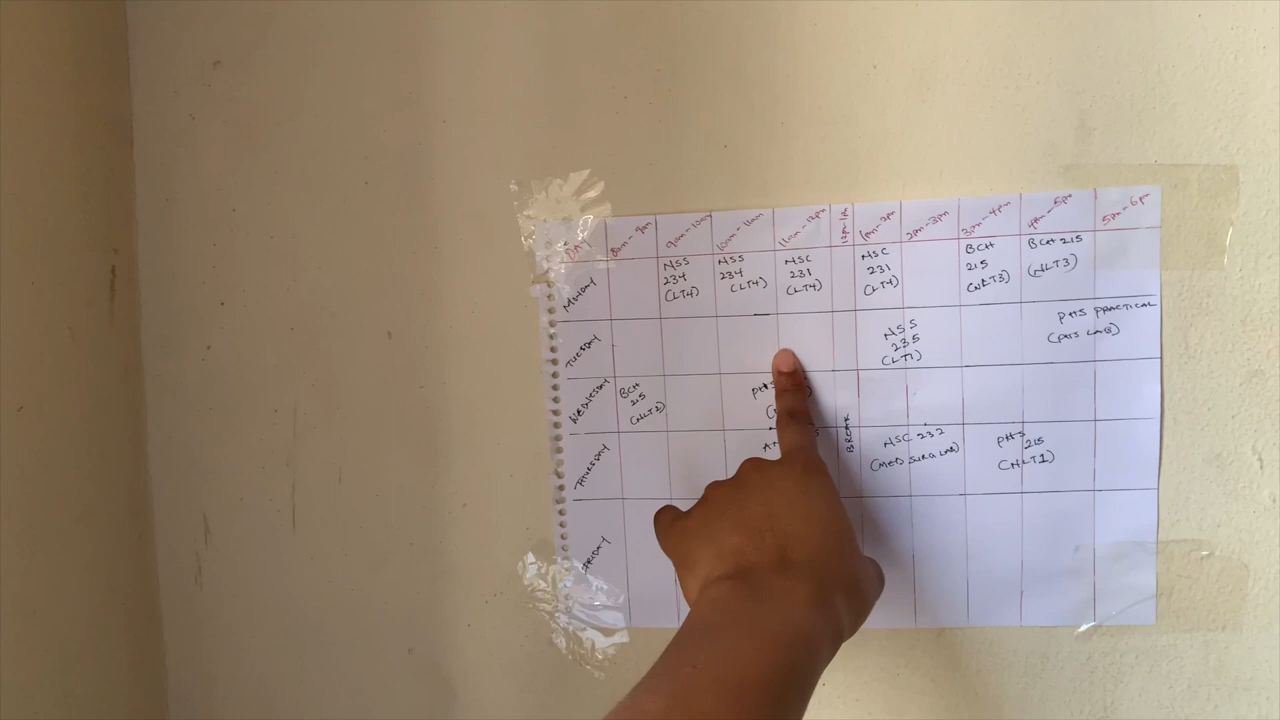 DAY 8am - 9am 9am - 10am 10am - 11am 11am - 12pm 12pm - 1pm 1pm - 2pm 2pm - 3pm 3pm - 4pm 4pm - 5pm 5pm - 6pm
MONDAY
NSS
234
(LT4)
NSS
234
(LT4)
NSC
231
(LT4)
NSC
231
(LT4)
BCH
215
(NLT3)
BCH 215
(NLT3)
TUESDAY
NSS
235
(LT1)
PHS PRACTICAL
(PHS LAB)
WEDNESDAY
BCH
215
(NLT2)
THURSDAY
BREAK
NSC 232
(MED SURG LAB)
PHS
215
(NLT1)
FRIDAY